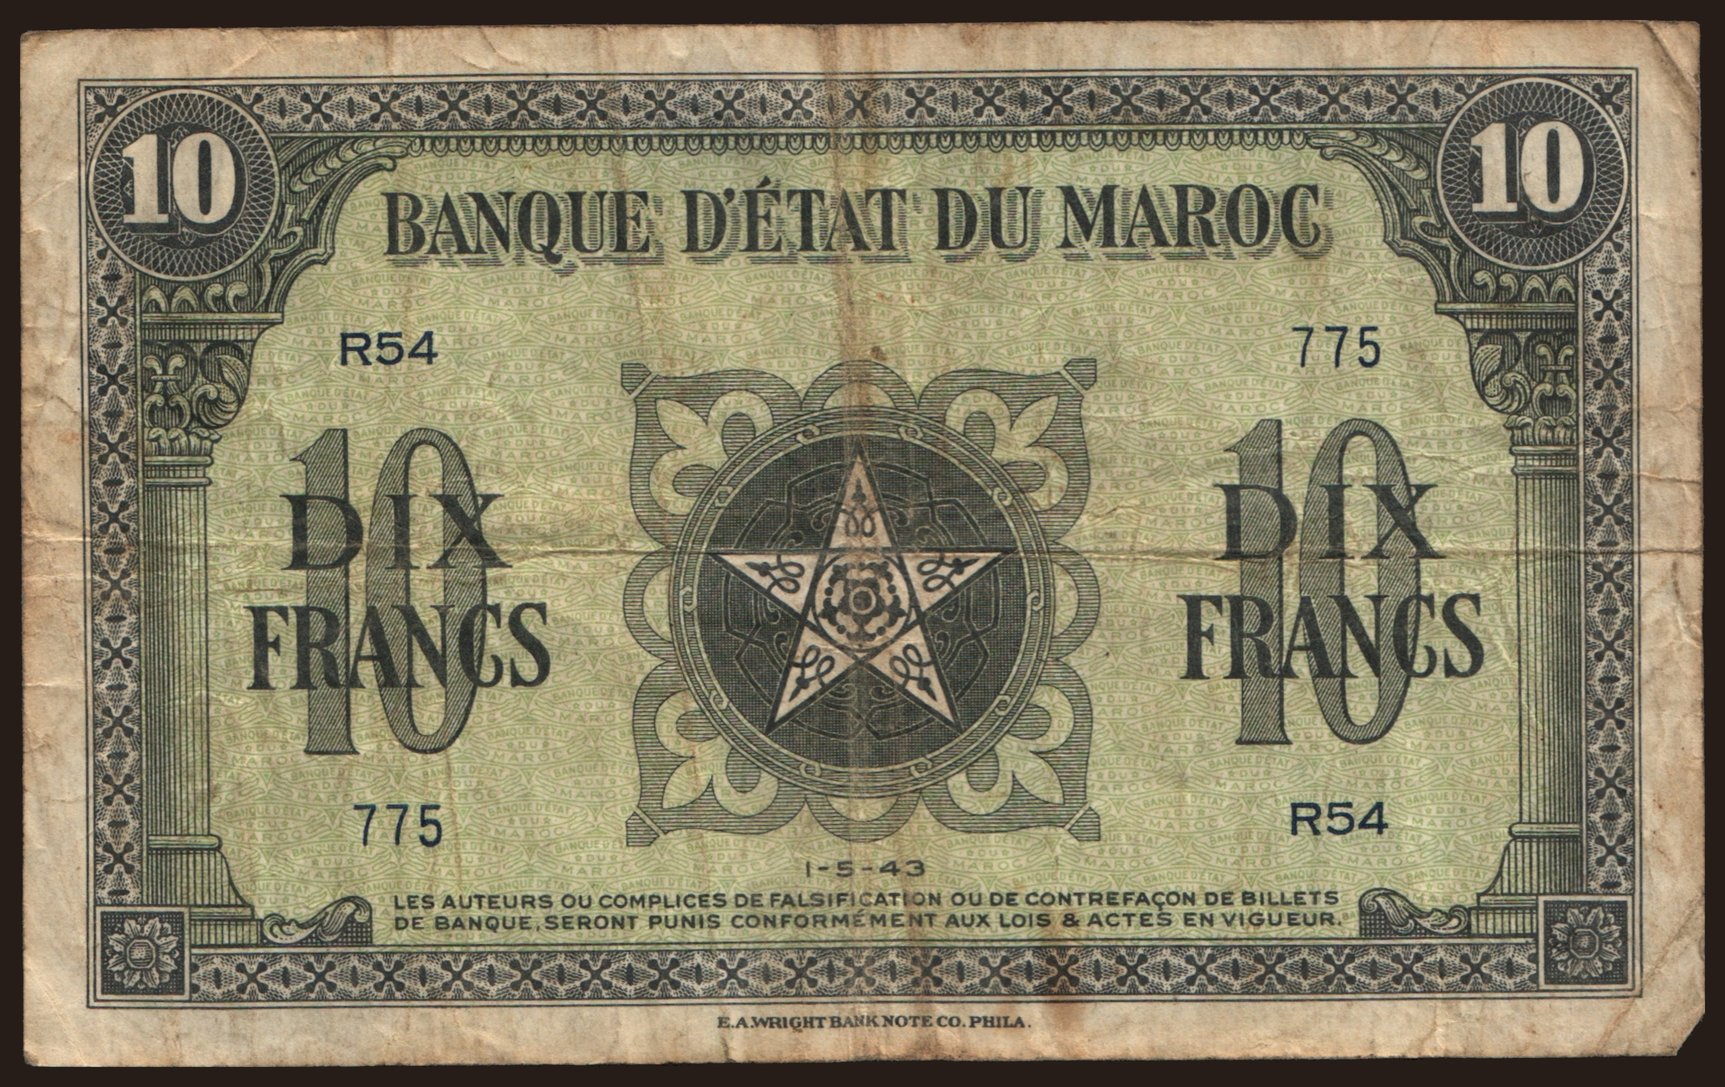 10 10
BANQUE D'ÉTAT DU MAROC
R54 775
10 10
DIX DIX
FRANCS FRANCS
775 R54
1-5-43
LES AUTEURS OU COMPLICES DE FALSIFICATION OU DE CONTREFAÇON DE BILLETS
DE BANQUE, SERONT PUNIS CONFORMÉMENT AUX LOIS & ACTES EN VIGUEUR.
E.A.WRIGHT BANK NOTE CO. PHILA.